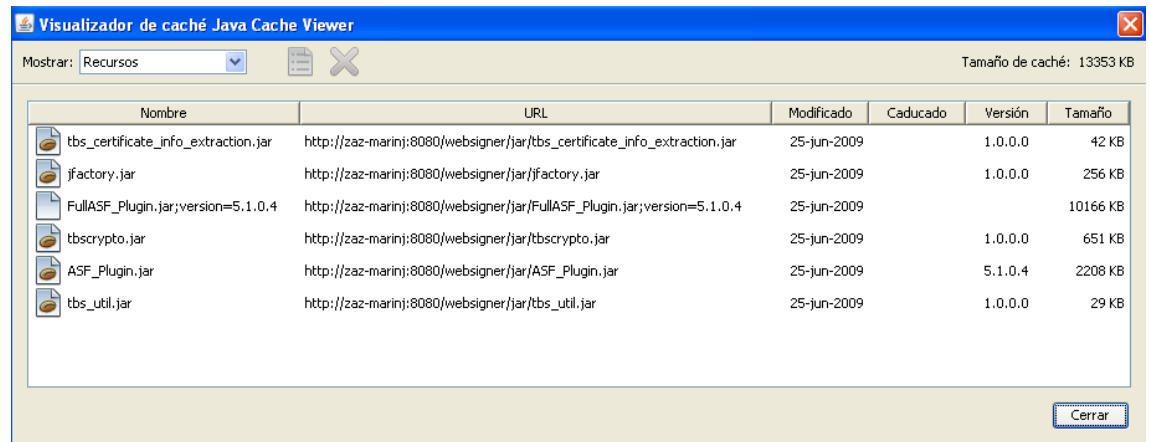 Visualizador de caché Java Cache Viewer
Mostrar: Recursos Tamaño de caché: 13353 KB
Nombre URL Modificado Caducado Versión Tamaño
tbs_certificate_info_extraction.jar http://zaz-marinj:8080/websigner/jar/tbs_certificate_info_extraction.jar 25-jun-2009 1.0.0.0 42 KB
jfactory.jar http://zaz-marinj:8080/websigner/jar/jfactory.jar 25-jun-2009 1.0.0.0 256 KB
FullASF_Plugin.jar;version=5.1.0.4 http://zaz-marinj:8080/websigner/jar/FullASF_Plugin.jar;version=5.1.0.4 25-jun-2009 10166 KB
tbscrypto.jar http://zaz-marinj:8080/websigner/jar/tbscrypto.jar 25-jun-2009 1.0.0.0 651 KB
ASF_Plugin.jar http://zaz-marinj:8080/websigner/jar/ASF_Plugin.jar 25-jun-2009 5.1.0.4 2208 KB
tbs_util.jar http://zaz-marinj:8080/websigner/jar/tbs_util.jar 25-jun-2009 1.0.0.0 29 KB
Cerrar